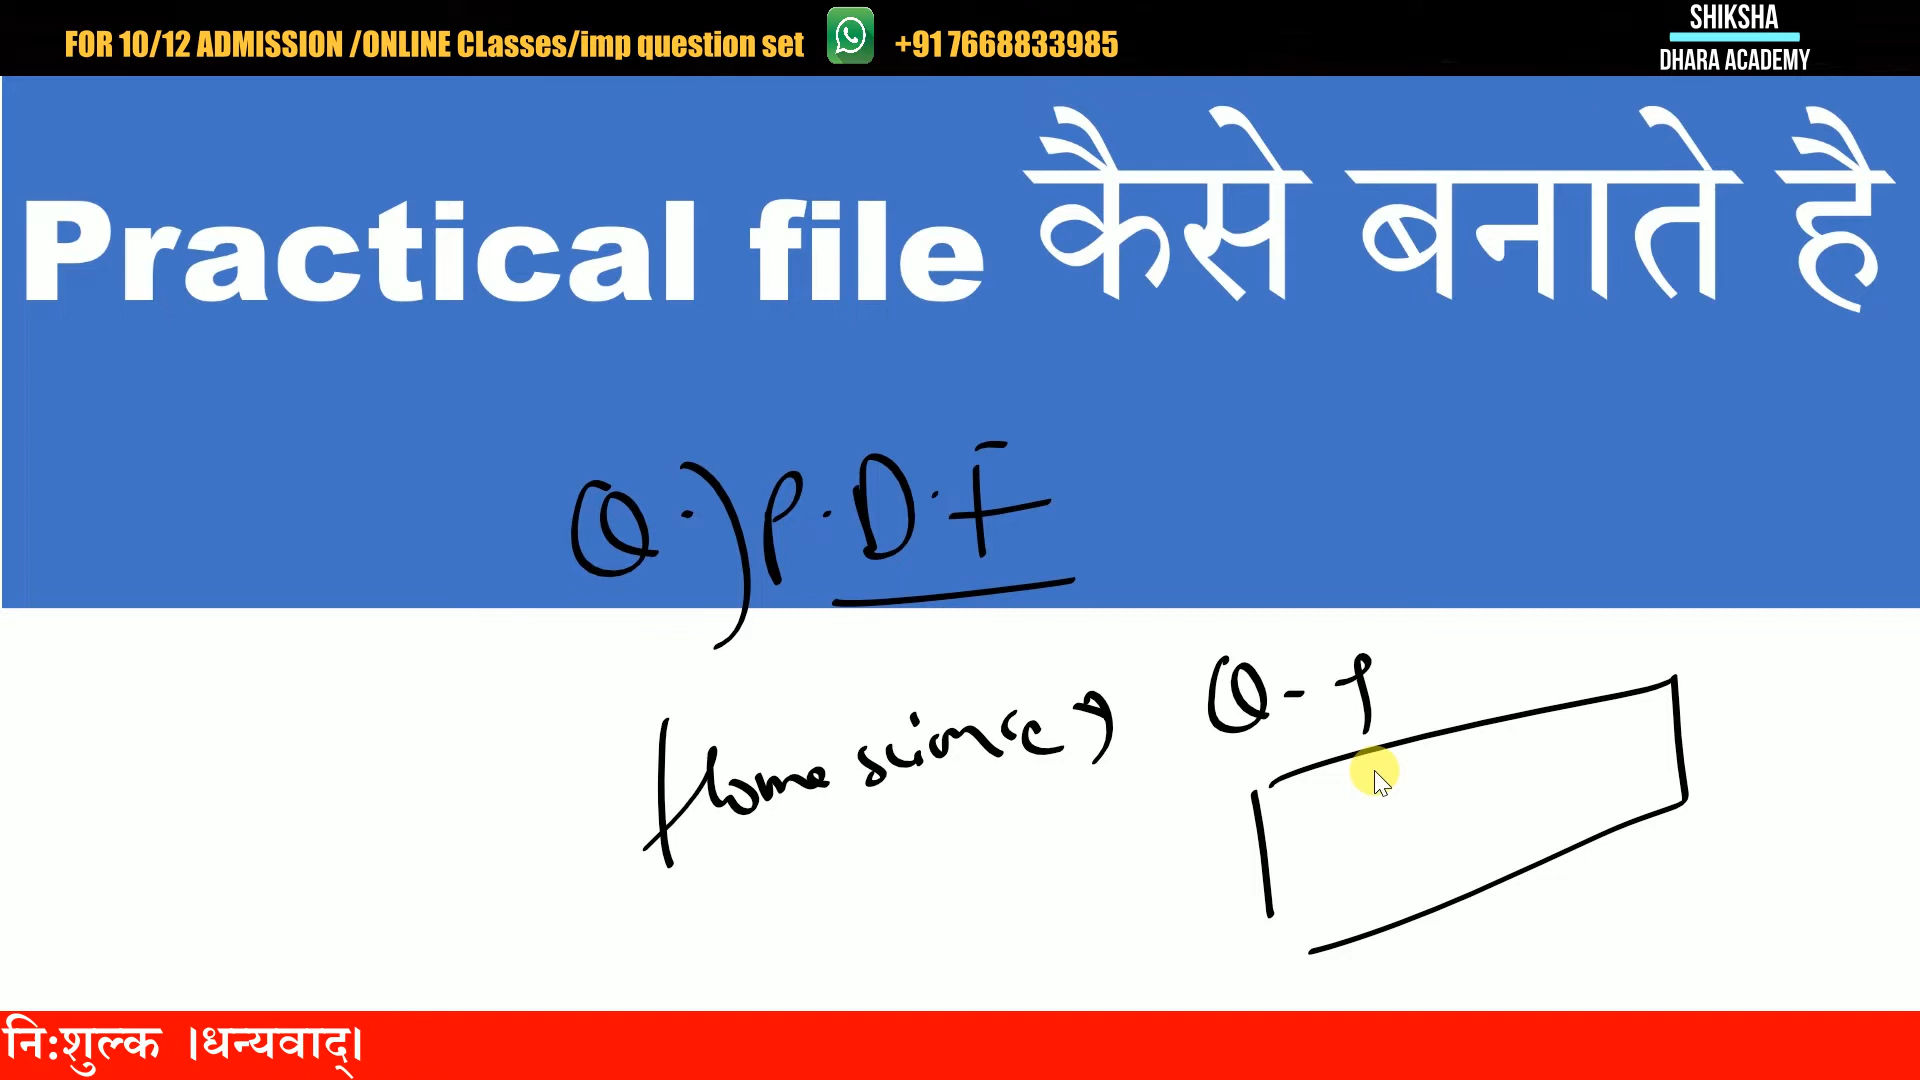 FOR 10/12 ADMISSION /ONLINE CLasses/imp question set +91 7668833985
SHIKSHA
DHARA ACADEMY
Practical file कैसे बनाते है
Q.) P.D.F
Home science)
Q-1
नि:शुल्क ।धन्यवाद्।